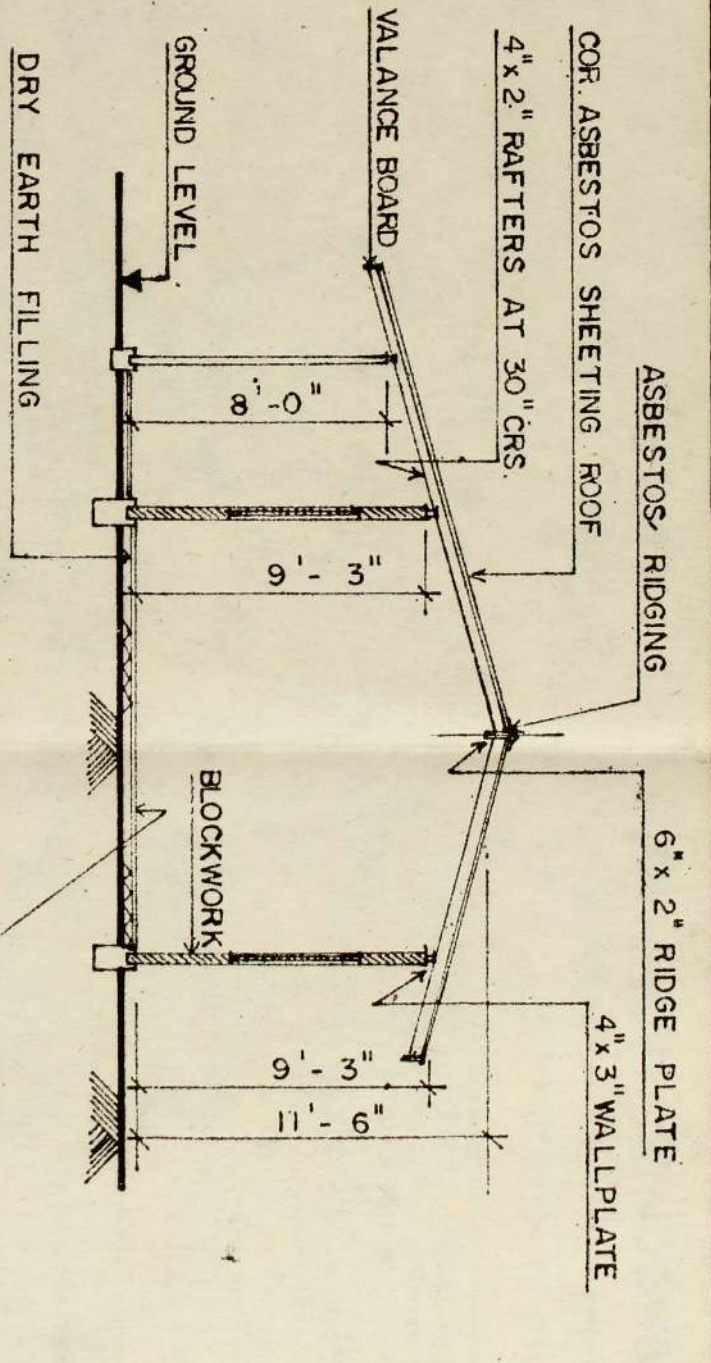 ASBESTOS RIDGING
6" x 2" RIDGE PLATE
COR. ASBESTOS SHEETING ROOF
4" x 3" WALLPLATE
4" x 2" RAFTERS AT 30" CRS.
VALANCE BOARD
8'-0"
9'- 3"
9'- 3"
11'- 6"
GROUND LEVEL
BLOCKWORK
DRY EARTH FILLING